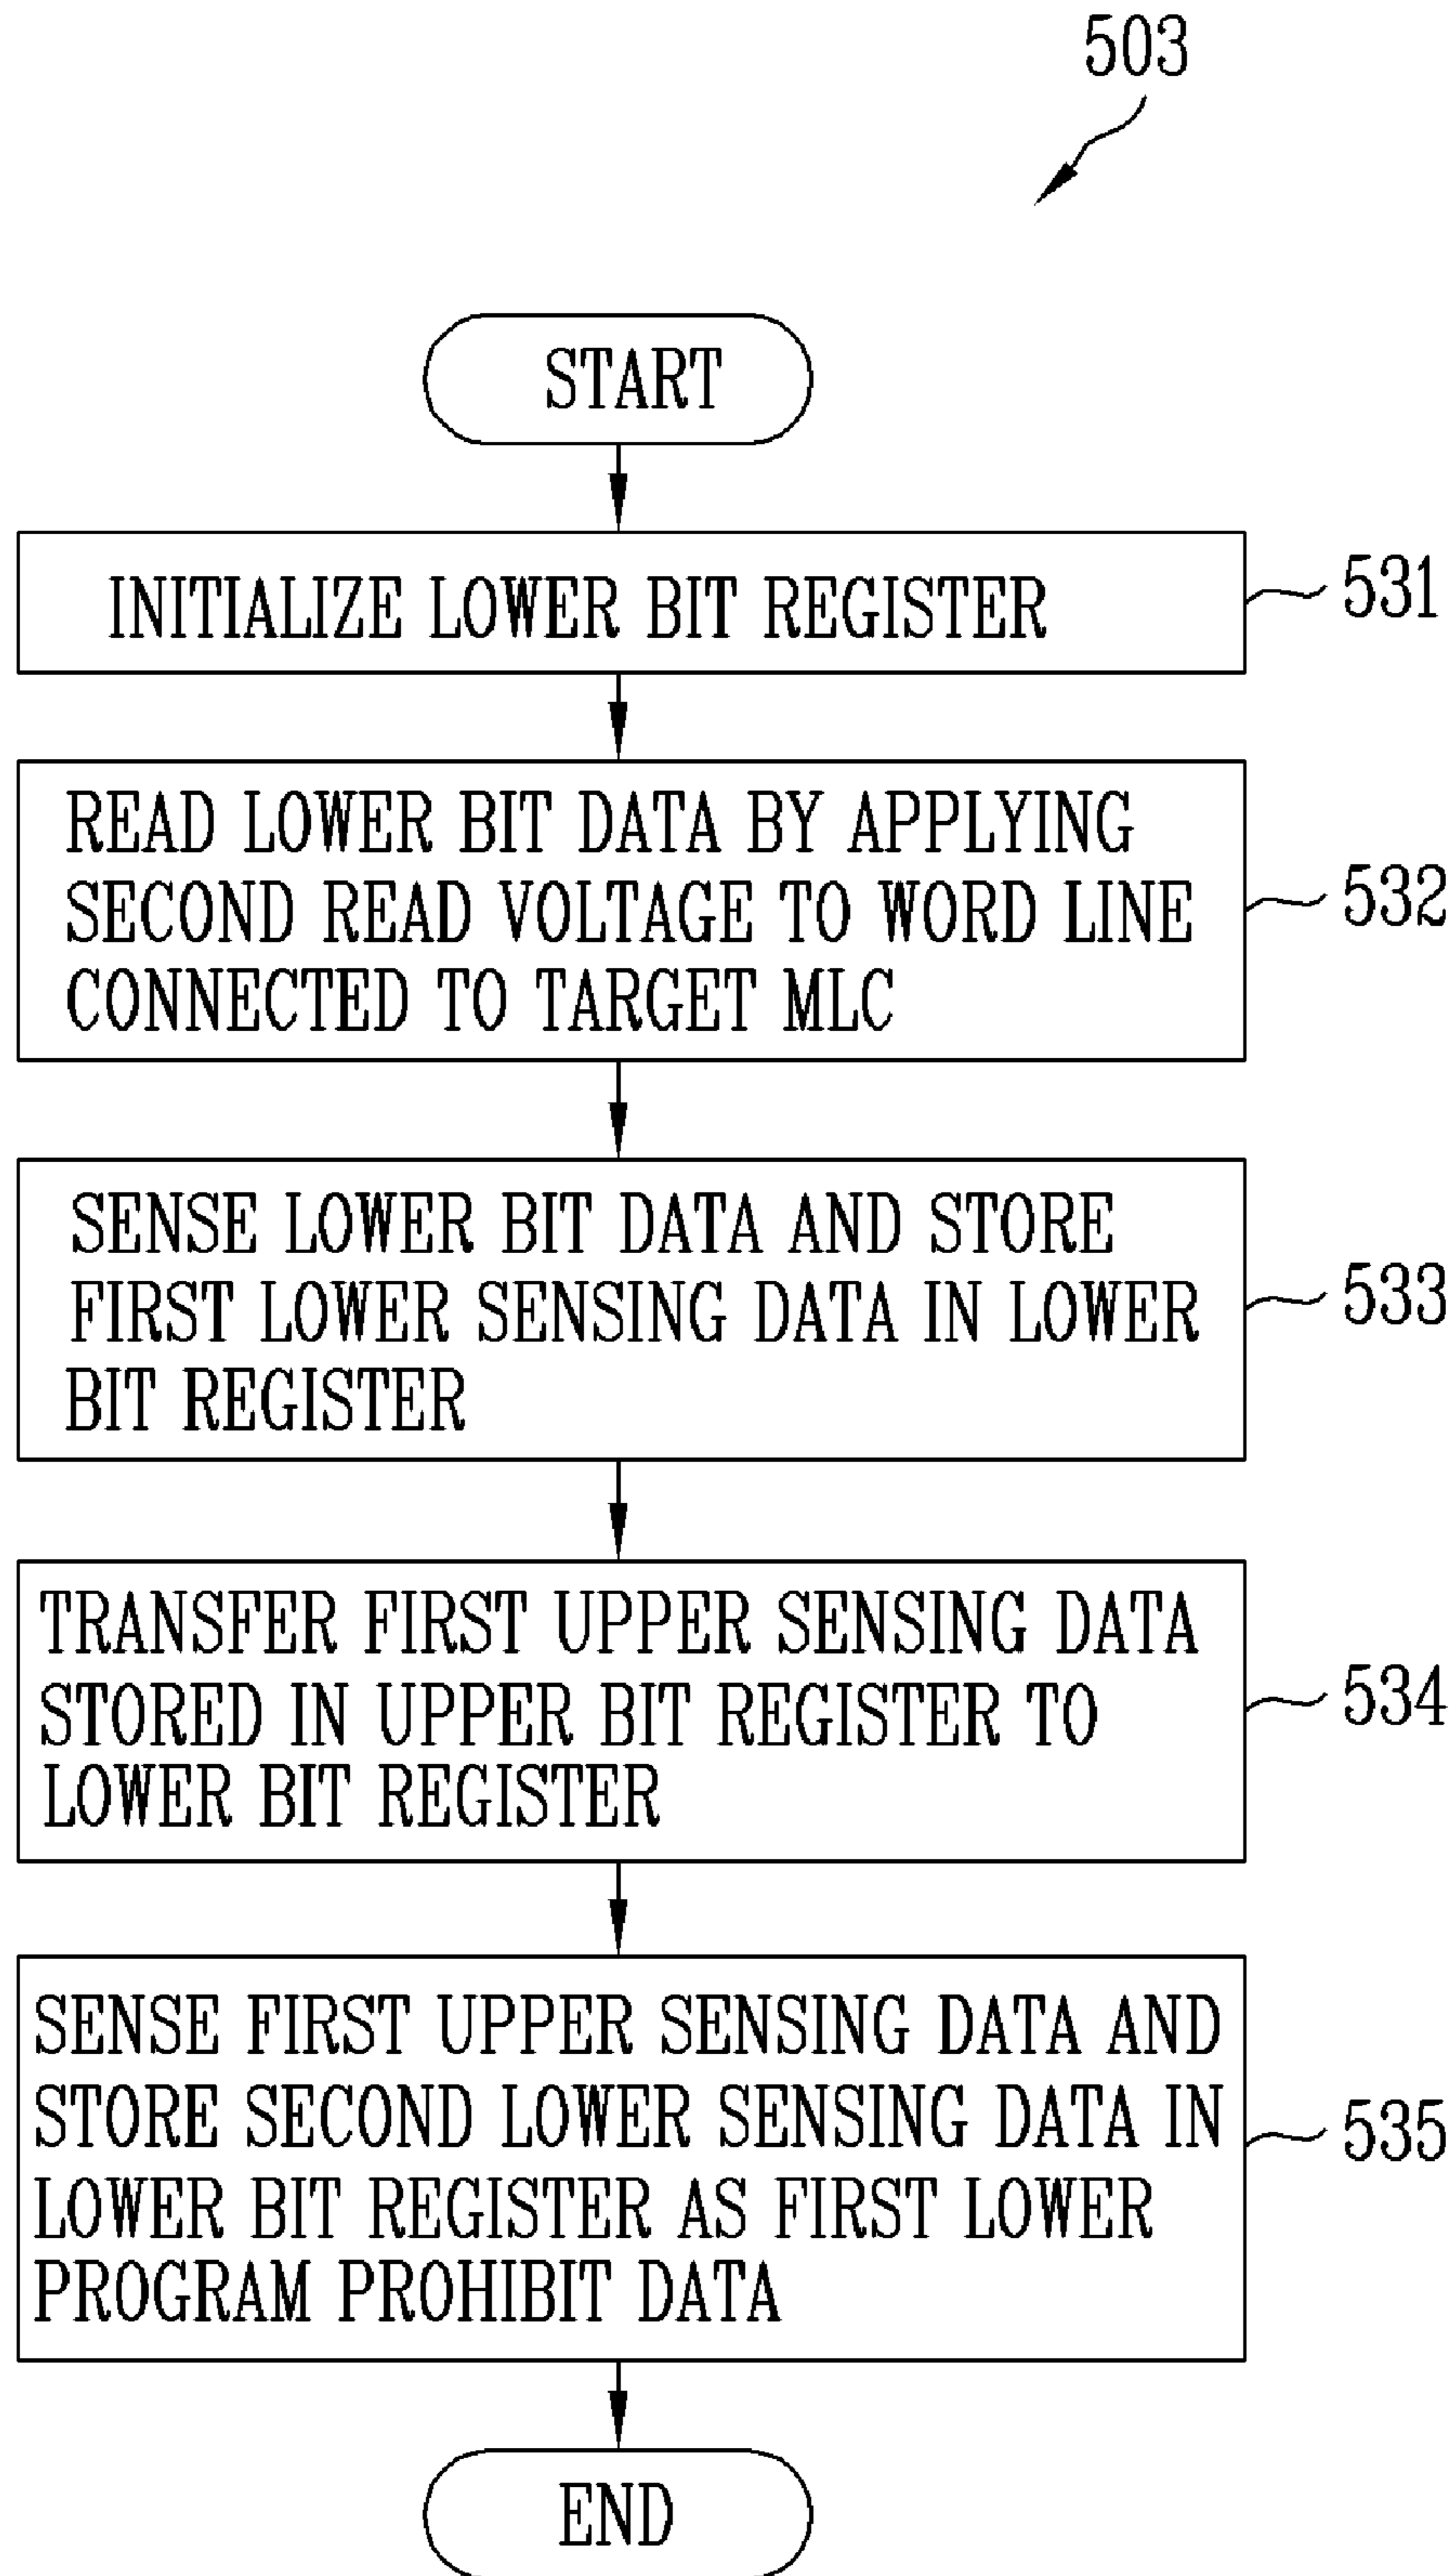 503
START
INITIALIZE LOWER BIT REGISTER
531
READ LOWER BIT DATA BY APPLYING
SECOND READ VOLTAGE TO WORD LINE
CONNECTED TO TARGET MLC
532
SENSE LOWER BIT DATA AND STORE
FIRST LOWER SENSING DATA IN LOWER
BIT REGISTER
533
TRANSFER FIRST UPPER SENSING DATA
STORED IN UPPER BIT REGISTER TO
LOWER BIT REGISTER
534
SENSE FIRST UPPER SENSING DATA AND
STORE SECOND LOWER SENSING DATA IN
LOWER BIT REGISTER AS FIRST LOWER
PROGRAM PROHIBIT DATA
535
END